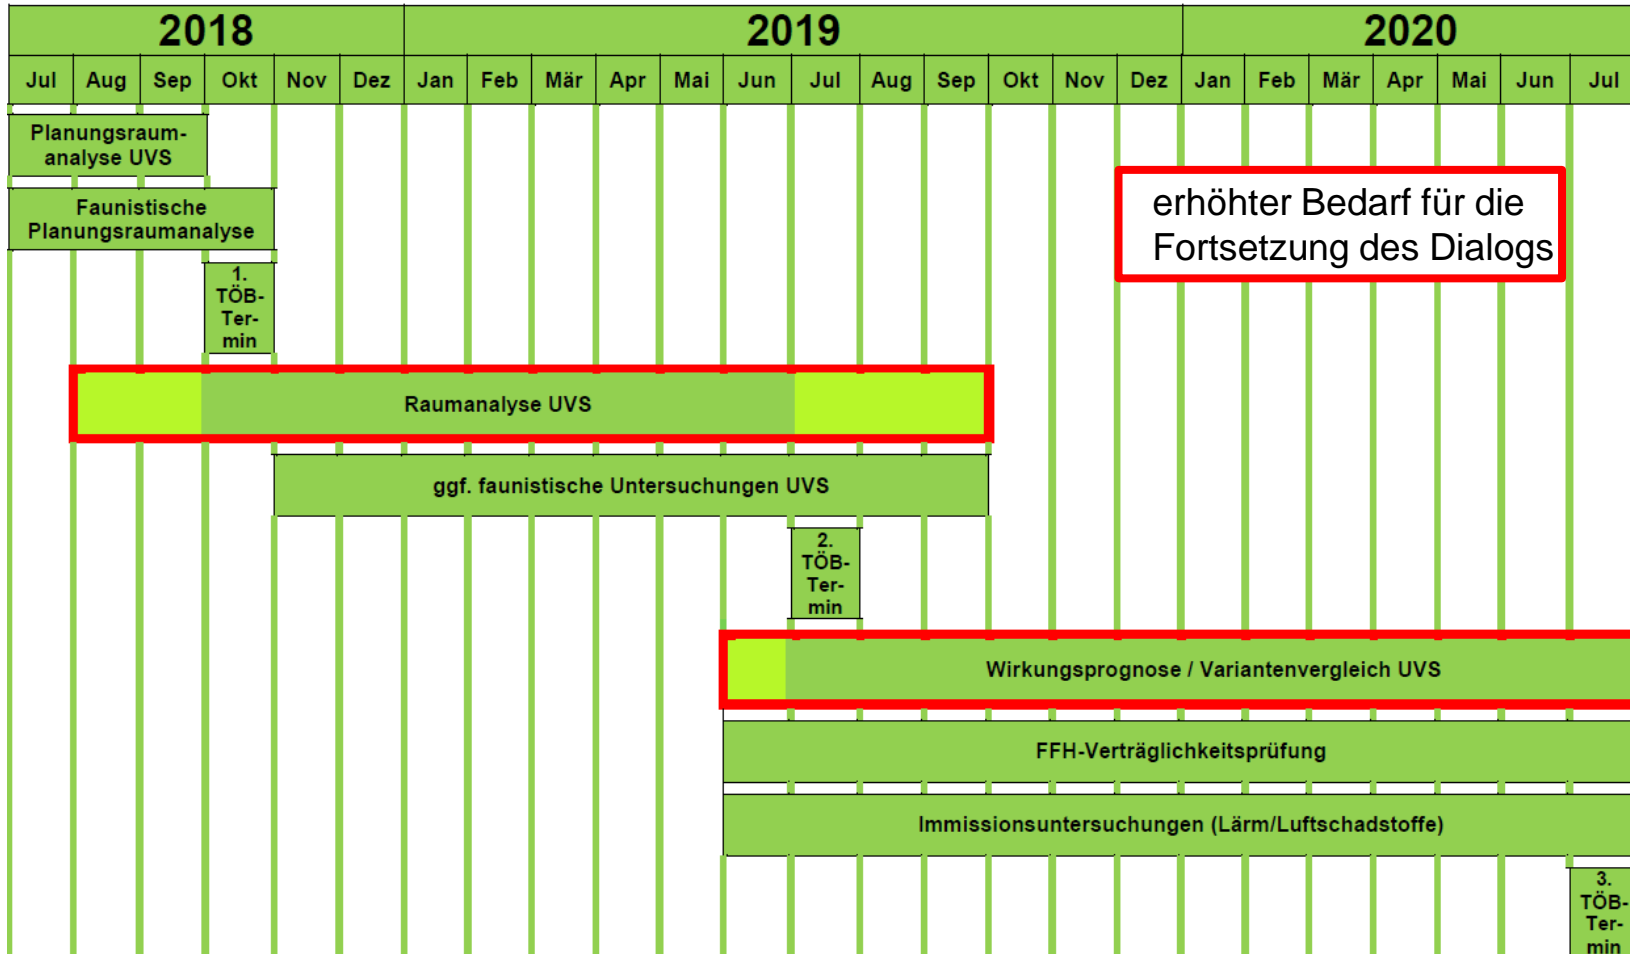 2018 2019 2020
Jul Aug Sep Okt Nov Dez Jan Feb Mär Apr Mai Jun Jul Aug Sep Okt Nov Dez Jan Feb Mär Apr Mai Jun Jul
Planungsraum-
analyse UVS
Faunistische
Planungsraumanalyse
erhöhter Bedarf für die
Fortsetzung des Dialogs
1.
TÖB-
Ter-
min
Raumanalyse UVS
ggf. faunistische Untersuchungen UVS
2.
TÖB-
Ter-
min
Wirkungsprognose / Variantenvergleich UVS
FFH-Verträglichkeitsprüfung
Immissionsuntersuchungen (Lärm/Luftschadstoffe)
3.
TÖB-
Ter-
min